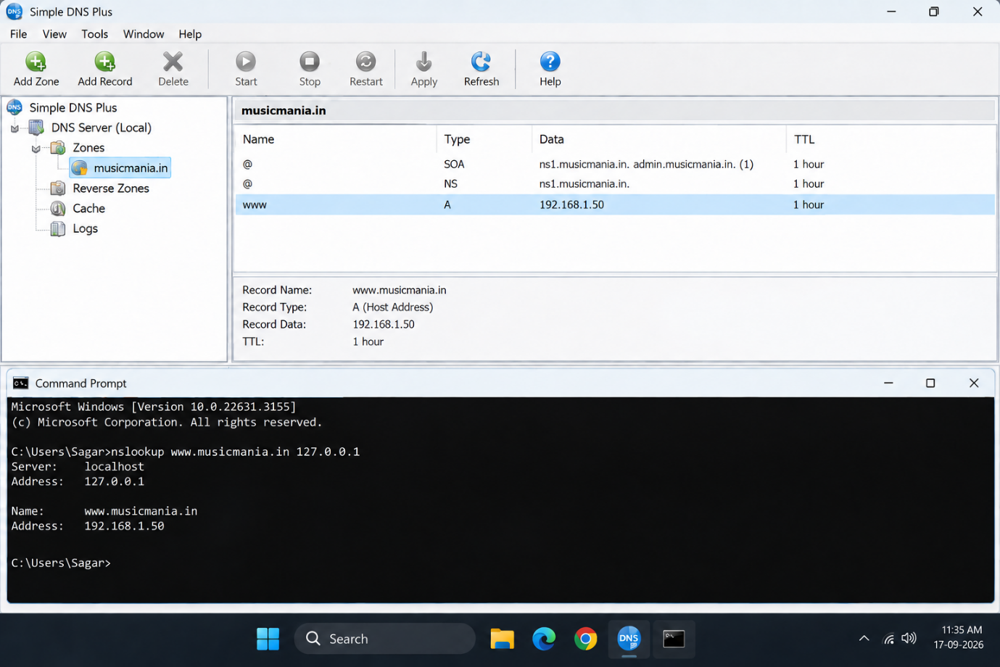 DNS Simple DNS Plus
File View Tools Window Help
Add Zone Add Record Delete Start Stop Restart Apply Refresh ? Help
DNS Simple DNS Plus
DNS Server (Local)
Zones
musicmania.in
Reverse Zones
Cache
Logs
musicmania.in
Name Type Data TTL
@ SOA ns1.musicmania.in. admin.musicmania.in. (1) 1 hour
@ NS ns1.musicmania.in. 1 hour
www A 192.168.1.50 1 hour
Record Name: www.musicmania.in
Record Type: A (Host Address)
Record Data: 192.168.1.50
TTL: 1 hour
Command Prompt
Microsoft Windows [Version 10.0.22631.3155]
(c) Microsoft Corporation. All rights reserved.
C:\Users\Sagar>nslookup www.musicmania.in 127.0.0.1
Server: localhost
Address: 127.0.0.1
Name: www.musicmania.in
Address: 192.168.1.50
C:\Users\Sagar>
Search DNS 11:35 AM
17-09-2026